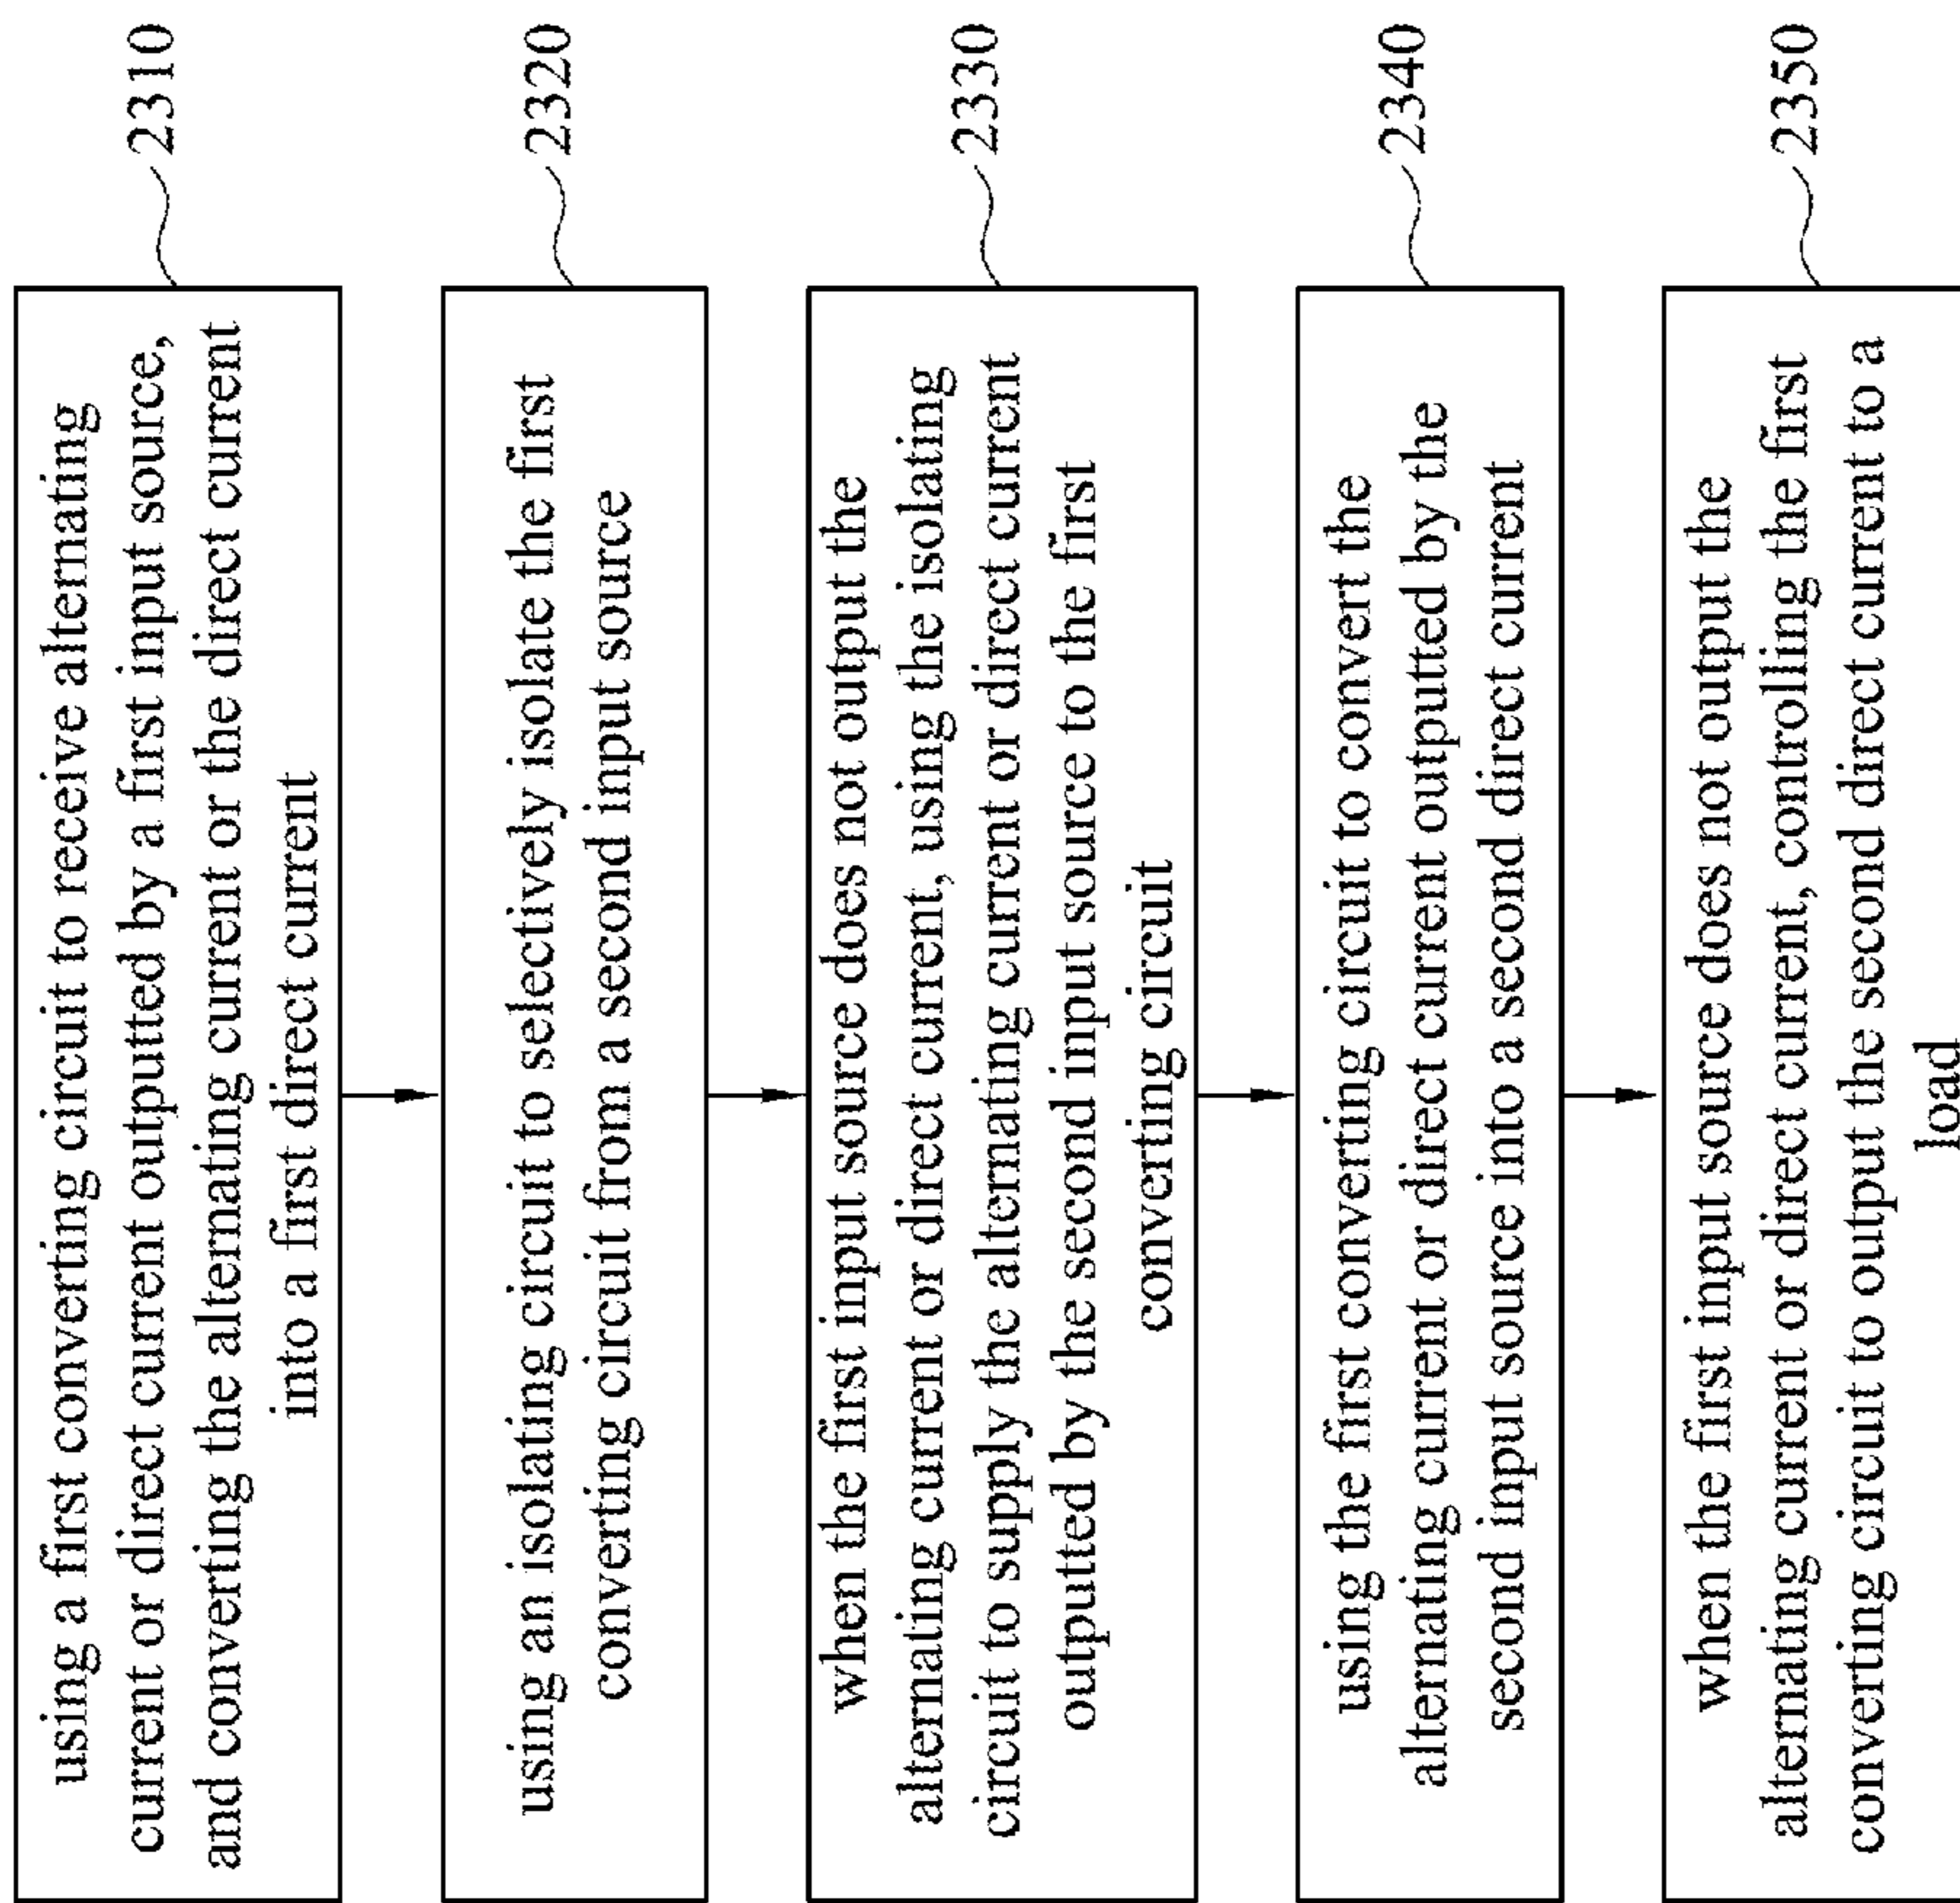 using a first converting circuit to receive alternating
current or direct current outputted by a first input source,
and converting the alternating current or the direct current
into a first direct current
2310
using an isolating circuit to selectively isolate the first
converting circuit from a second input source
2320
when the first input source does not output the
alternating current or direct current, using the isolating
circuit to supply the alternating current or direct current
outputted by the second input source to the first
converting circuit
2330
using the first converting circuit to convert the
alternating current or direct current outputted by the
second input source into a second direct current
2340
when the first input source does not output the
alternating current or direct current, controlling the first
converting circuit to output the second direct current to a
load
2350